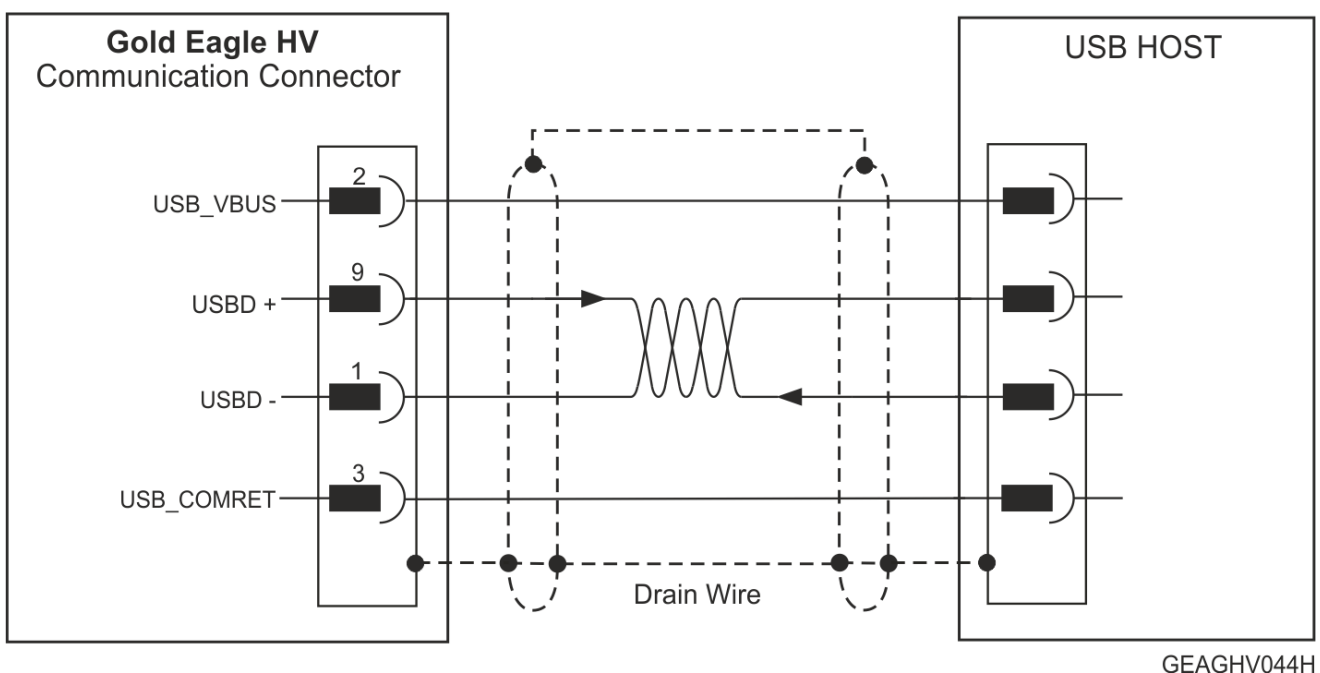 Gold Eagle HV
Communication Connector
USB HOST
2
USB_VBUS
9
USBD +
1
USBD -
3
USB_COMRET
Drain Wire
GEAGHV044H